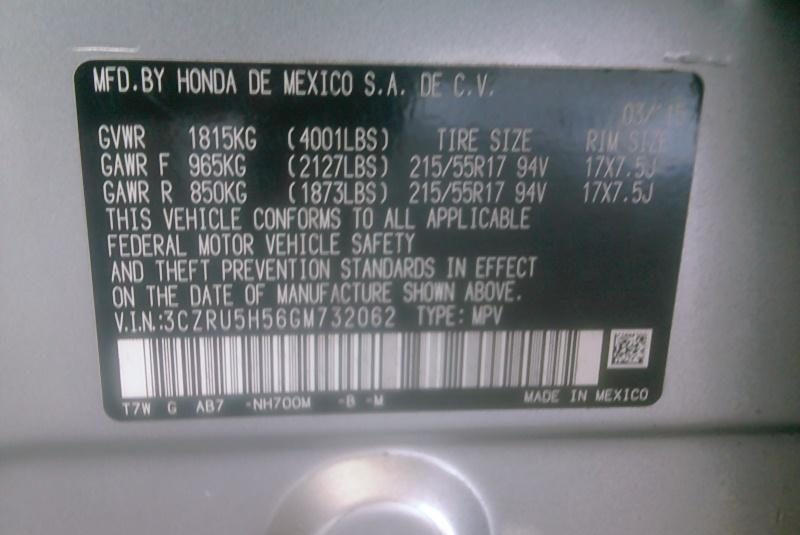 MFD.BY HONDA DE MEXICO S.A. DE C.V.
03/15
GVWR 1815KG (4001LBS) TIRE SIZE RIM SIZE
GAWR F 965KG (2127LBS) 215/55R17 94V 17X7.5J
GAWR R 850KG (1873LBS) 215/55R17 94V 17X7.5J
THIS VEHICLE CONFORMS TO ALL APPLICABLE
FEDERAL MOTOR VEHICLE SAFETY
AND THEFT PREVENTION STANDARDS IN EFFECT
ON THE DATE OF MANUFACTURE SHOWN ABOVE.
V.I.N.:3CZRU5H56GM732062 TYPE: MPV
T7W G AB7 -NH700M -B -M MADE IN MEXICO